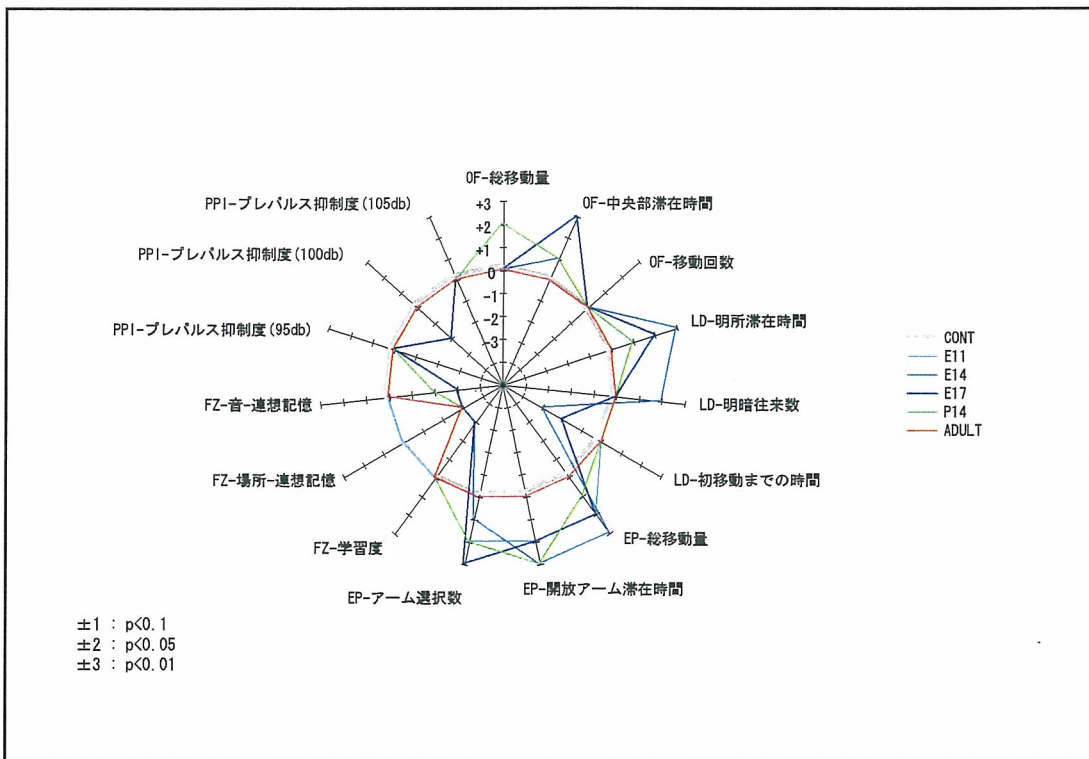 OF-総移動量
OF-中央部滞在時間
OF-移動回数
LD-明所滞在時間
LD-明暗往来数
LD-初移動までの時間
EP-総移動量
EP-開放アーム滞在時間
EP-アーム選択数
FZ-学習度
FZ-場所-連想記憶
FZ-音-連想記憶
PPI-プレパルス抑制度(95db)
PPI-プレパルス抑制度(100db)
PPI-プレパルス抑制度(105db)
+3
+2
+1
0
-1
-2
-3
CONT
E11
E14
E17
P14
ADULT
±1 : p<0.1
±2 : p<0.05
±3 : p<0.01